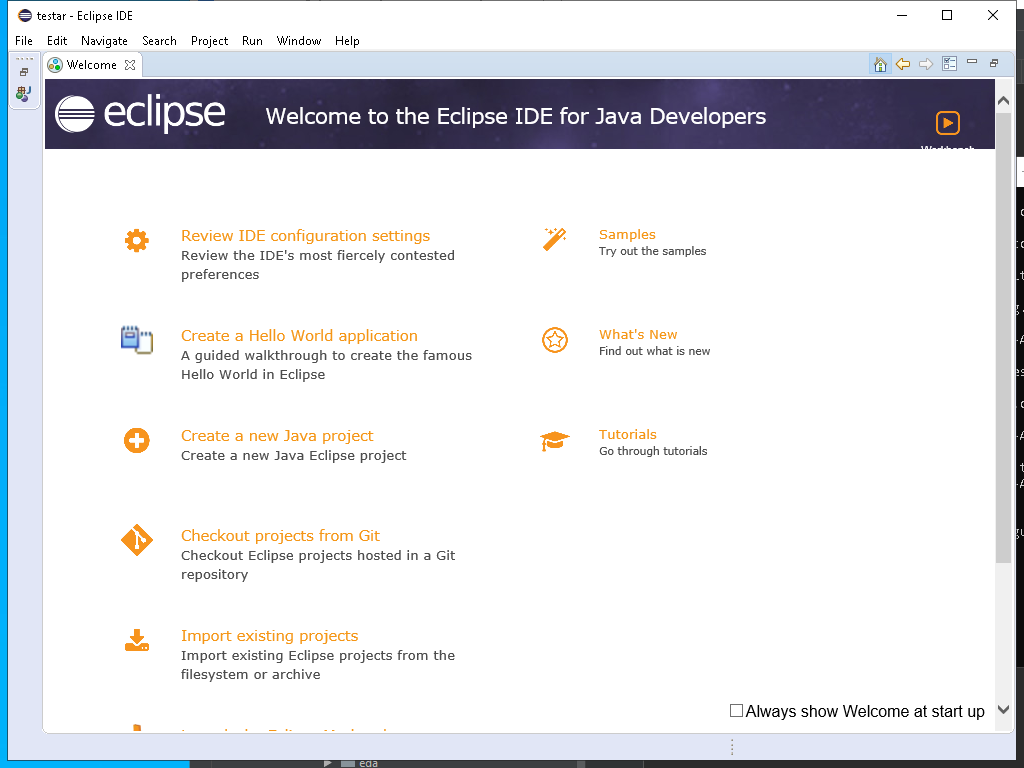 testar - Eclipse IDE
File Edit Navigate Search Project Run Window Help
Welcome
eclipse
Welcome to the Eclipse IDE for Java Developers
Workbench
Review IDE configuration settings
Review the IDE's most fiercely contested
preferences
Samples
Try out the samples
Create a Hello World application
A guided walkthrough to create the famous
Hello World in Eclipse
What's New
Find out what is new
Create a new Java project
Create a new Java Eclipse project
Tutorials
Go through tutorials
Checkout projects from Git
Checkout Eclipse projects hosted in a Git
repository
Import existing projects
Import existing Eclipse projects from the
filesystem or archive
Always show Welcome at start up
eda